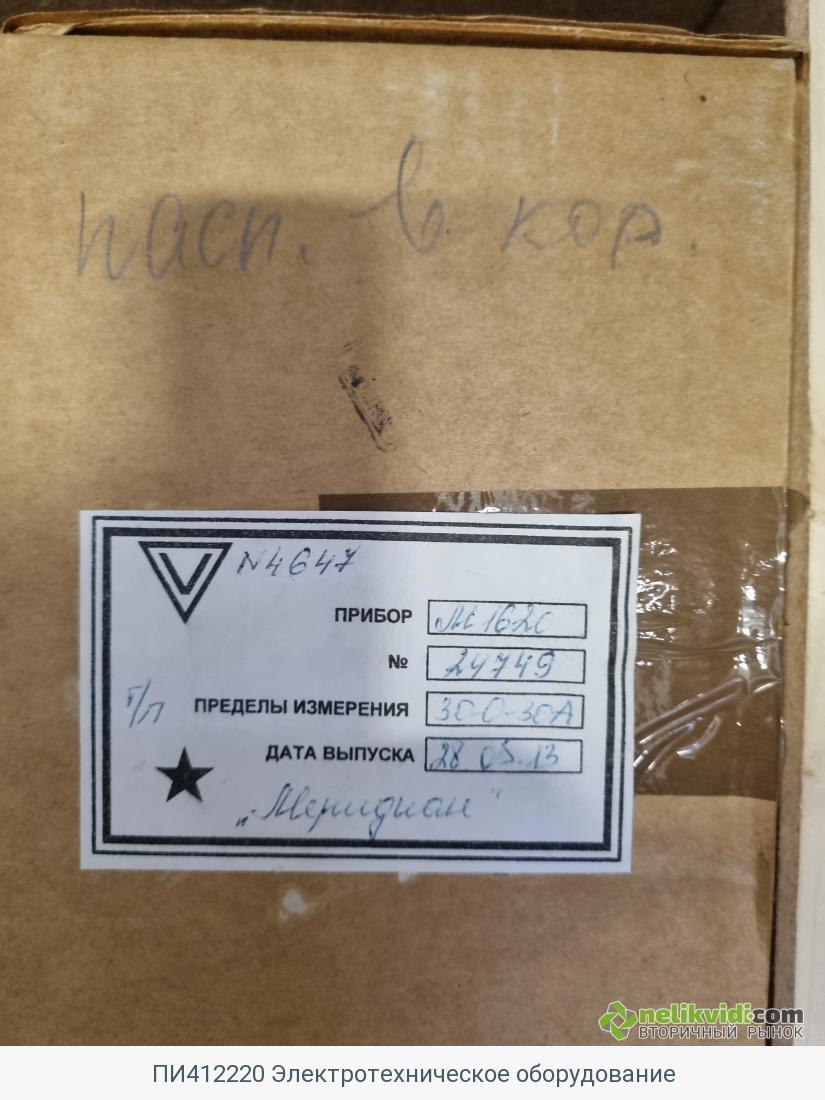 пасп. в кор.
N4647
ПРИБОР М1620
№ 24749
Г/П ПРЕДЕЛЫ ИЗМЕРЕНИЯ 30-0-30А
ДАТА ВЫПУСКА 28 05.13
"Меридиан"
nelikvidi.com
ВТОРИЧНЫЙ РЫНОК
ПИ412220 Электротехническое оборудование